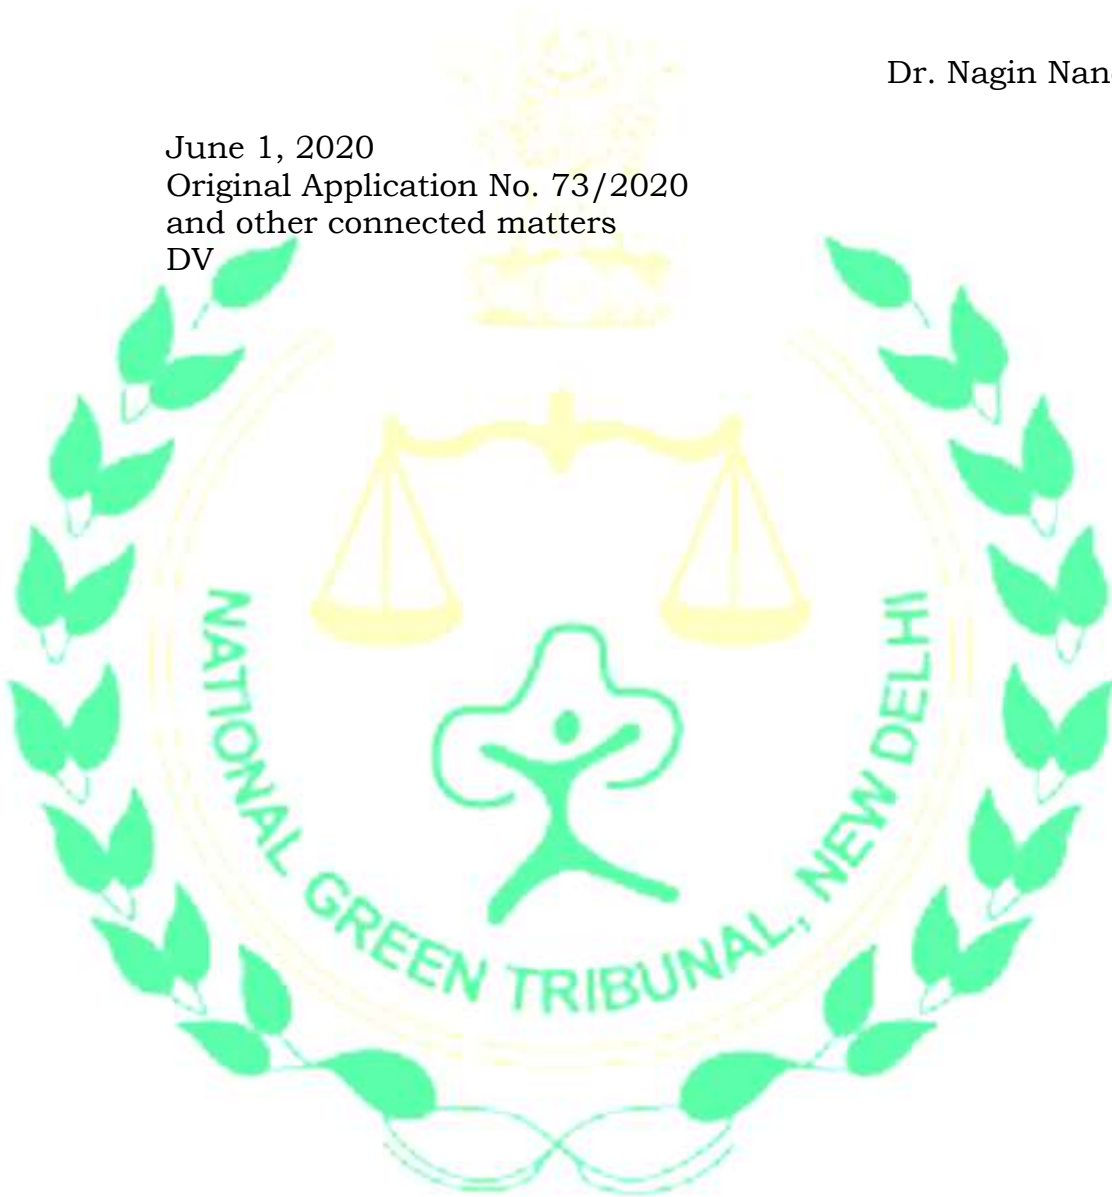 Dr. Nagin
June 1, 2020
Original Application No. 73/2020
and other connected matters
DV
NATIONAL GREEN TRIBUNAL, NEW DELHI